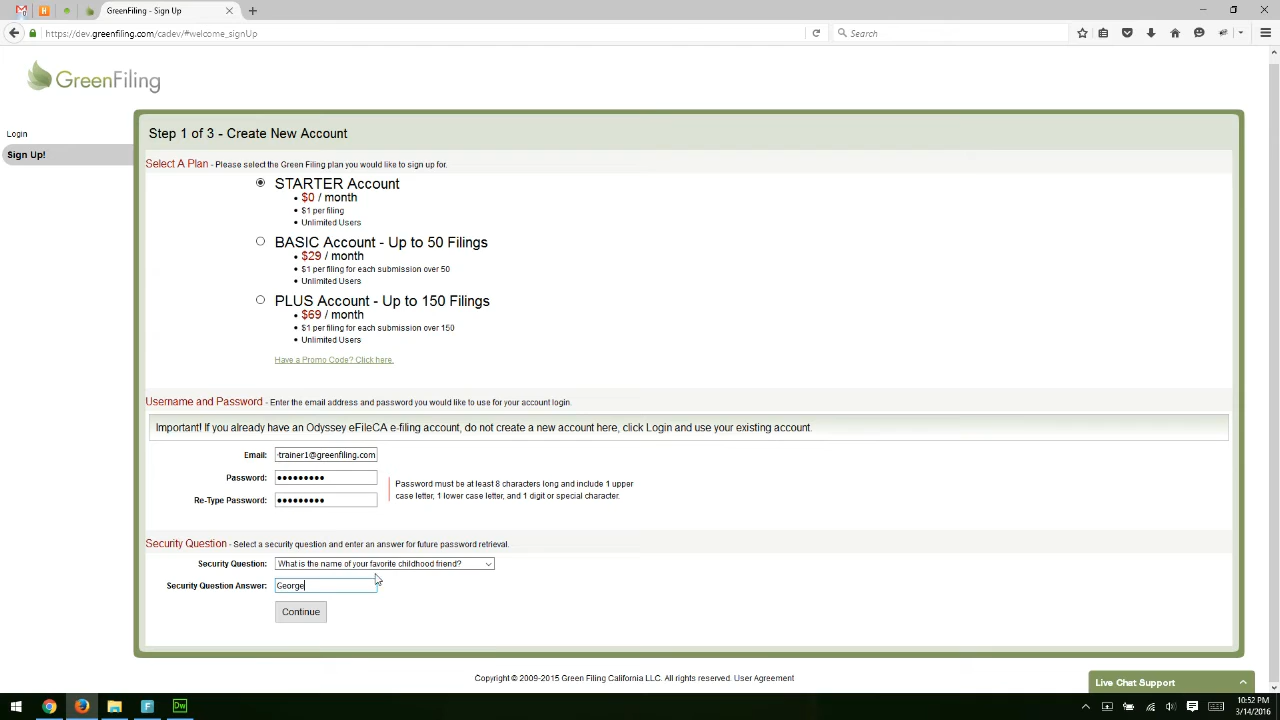 GreenFiling - Sign Up
https://dev.greenfiling.com/cadev/#welcome_signUp
Search
GreenFiling
Login
Sign Up!
Step 1 of 3 - Create New Account
Select A Plan - Please select the Green Filing plan you would like to sign up for.
STARTER Account
• $0 / month
• $1 per filing
• Unlimited Users
BASIC Account - Up to 50 Filings
• $29 / month
• $1 per filing for each submission over 50
• Unlimited Users
PLUS Account - Up to 150 Filings
• $69 / month
• $1 per filing for each submission over 150
• Unlimited Users
Have a Promo Code? Click here.
Username and Password - Enter the email address and password you would like to use for your account login.
Important! If you already have an Odyssey eFileCA e-filing account, do not create a new account here, click Login and use your existing account.
Email: -trainer1@greenfiling.com
Password: •••••••••
Re-Type Password: •••••••••
Password must be at least 8 characters long and include 1 upper
case letter, 1 lower case letter, and 1 digit or special character.
Security Question - Select a security question and enter an answer for future password retrieval.
Security Question: What is the name of your favorite childhood friend?
Security Question Answer: George
Continue
Copyright © 2009-2015 Green Filing California LLC. All rights reserved. User Agreement
Live Chat Support
F
Dw
10:52 PM
3/14/2016